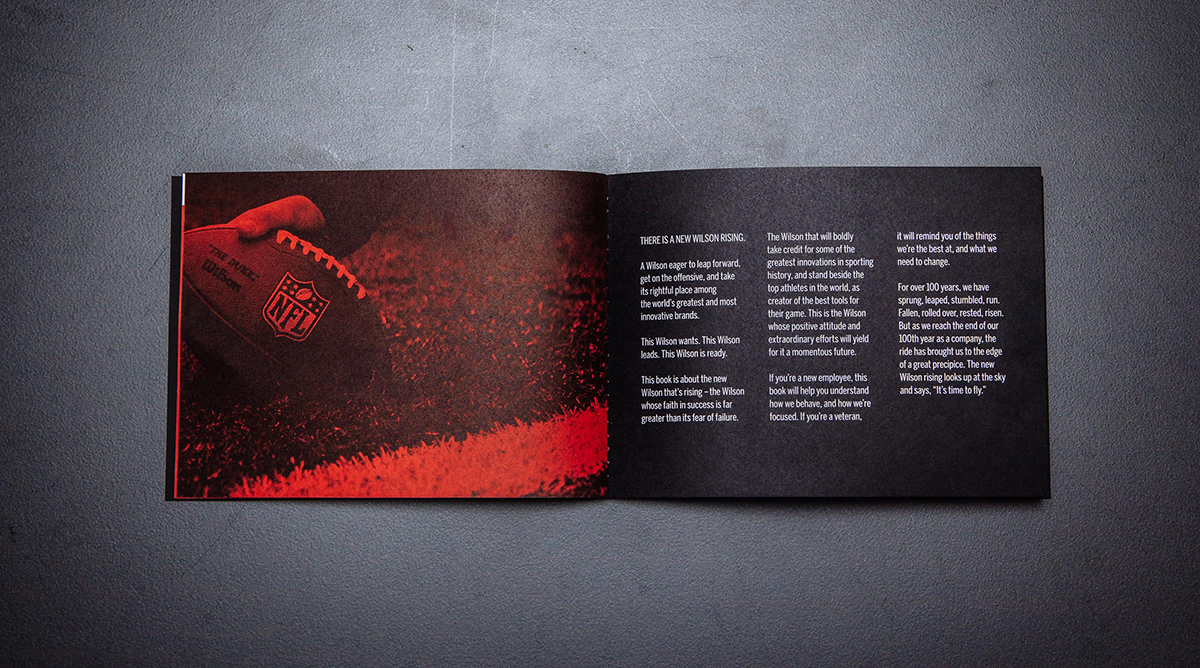 "THE DUKE"
Wilson
NFL
THERE IS A NEW WILSON RISING.
A Wilson eager to leap forward,
get on the offensive, and take
its rightful place among
the world's greatest and most
innovative brands.
This Wilson wants. This Wilson
leads. This Wilson is ready.
This book is about the new
Wilson that's rising – the Wilson
whose faith in success is far
greater than its fear of failure.
The Wilson that will boldly
take credit for some of the
greatest innovations in sporting
history, and stand beside the
top athletes in the world, as
creator of the best tools for
their game. This is the Wilson
whose positive attitude and
extraordinary efforts will yield
for it a momentous future.
If you're a new employee, this
book will help you understand
how we behave, and how we're
focused. If you're a veteran,
it will remind you of the things
we're the best at, and what we
need to change.
For over 100 years, we have
sprung, leaped, stumbled, run.
Fallen, rolled over, rested, risen.
But as we reach the end of our
100th year as a company, the
ride has brought us to the edge
of a great precipice. The new
Wilson rising looks up at the sky
and says, "It's time to fly."